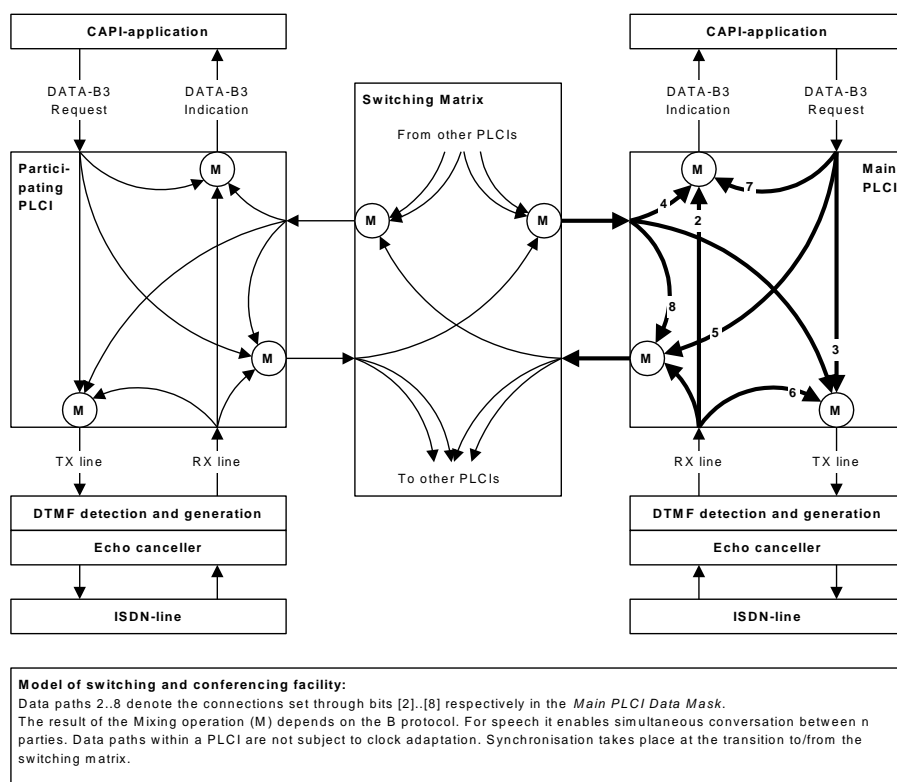 CAPI-application
CAPI-application
DATA-B3
Request
DATA-B3
Indication
Switching Matrix
DATA-B3
Indication
DATA-B3
Request
From other PLCIs
Partici-
pating
PLCI
M
M
7
Main
PLCI
4
2
M
M
8
5
M
M
3
M
6
M
TX line
RX line
To other PLCIs
RX line
TX line
DTMF detection and generation
DTMF detection and generation
Echo canceller
Echo canceller
ISDN-line
ISDN-line
Model of switching and conferencing facility:
Data paths 2..8 denote the connections set through bits [2]..[8] respectively in the Main PLCI Data Mask.
The result of the Mixing operation (M) depends on the B protocol. For speech it enables simultaneous conversation between n
parties. Data paths within a PLCI are not subject to clock adaptation. Synchronisation takes place at the transition to/from the
switching matrix.